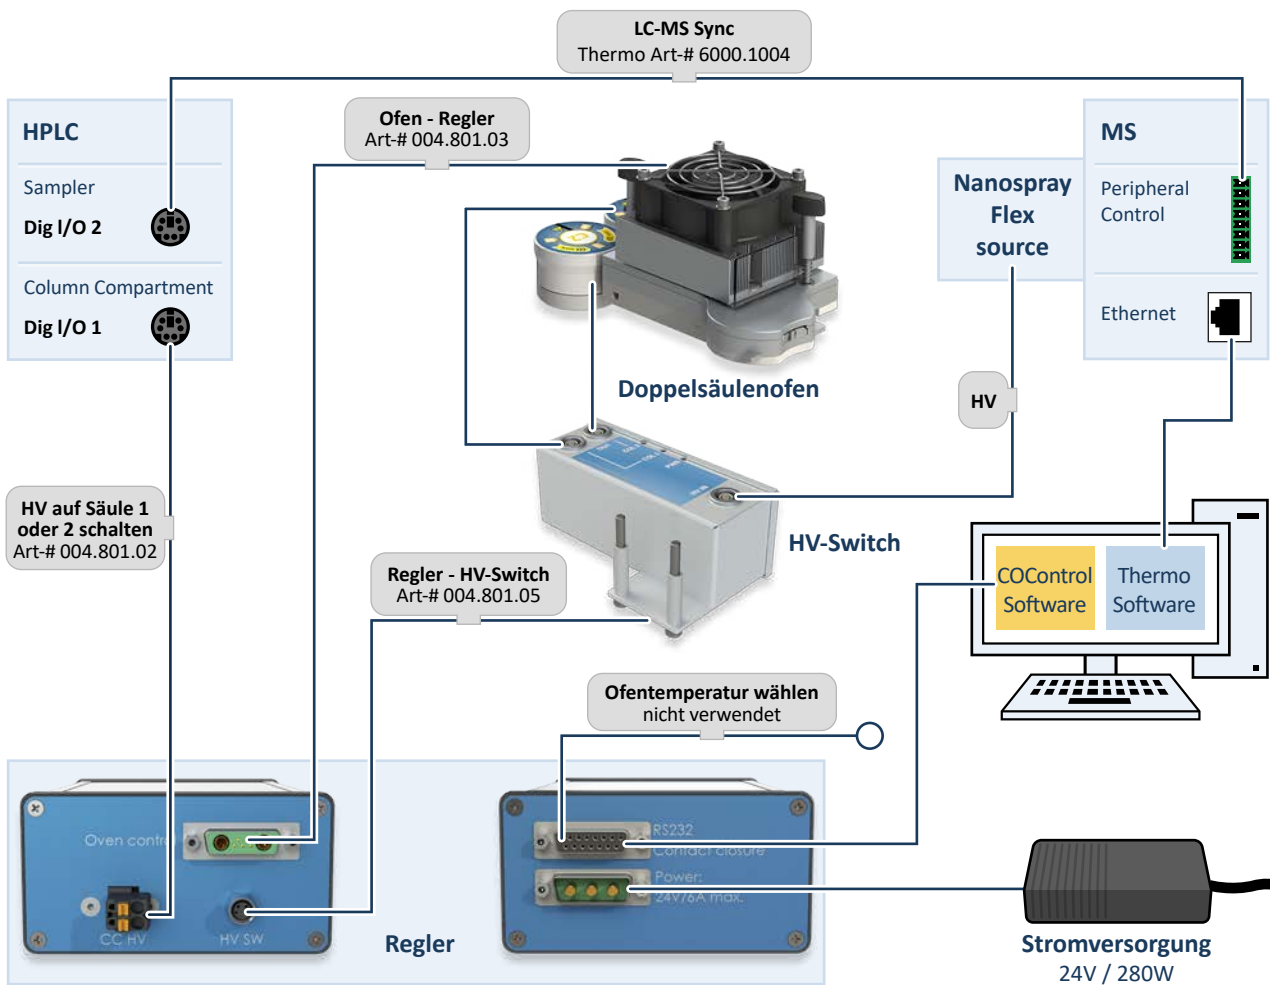 LC-MS Sync
Thermo Art-# 6000.1004
HPLC
Sampler
Dig I/O 2
Column Compartment
Dig I/O 1
Ofen - Regler
Art-# 004.801.03
Nanospray
Flex
source
MS
Peripheral
Control
Ethernet
Doppelsäulenofen
HV
HV auf Säule 1
oder 2 schalten
Art-# 004.801.02
HV-Switch
Regler - HV-Switch
Art-# 004.801.05
COControl
Software
Thermo
Software
Ofentemperatur wählen
nicht verwendet
Oven control
CC HV
HV SW
Regler
RS232
Contact closure
Power:
24V/6A max.
Stromversorgung
24V / 280W